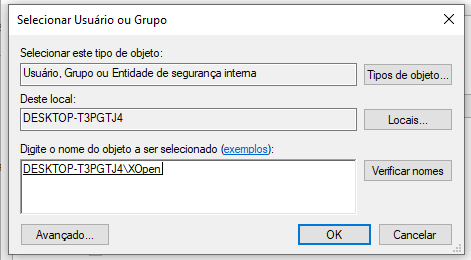 Selecionar Usuário ou Grupo
Selecionar este tipo de objeto:
Usuário, Grupo ou Entidade de segurança interna
Tipos de objeto...
Deste local:
DESKTOP-T3PGTJ4
Locais...
Digite o nome do objeto a ser selecionado (exemplos):
DESKTOP-T3PGTJ4\XOpen
Verificar nomes
Avançado...
OK
Cancelar